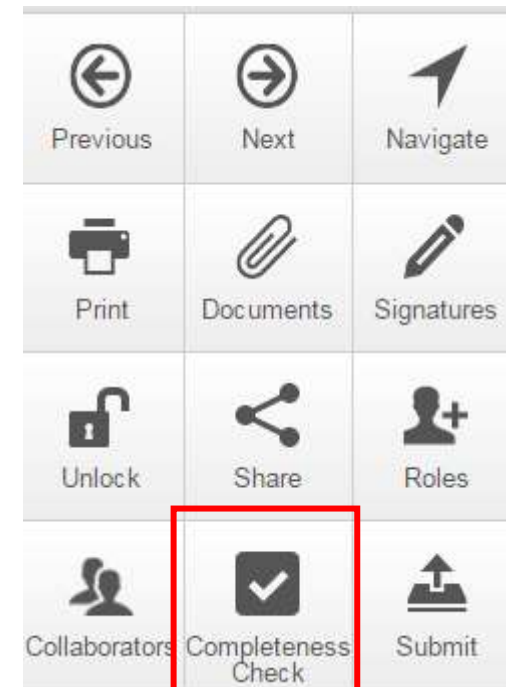 Previous Next Navigate
Print Documents Signatures
Unlock Share Roles
Collaborators Completeness Submit
Check